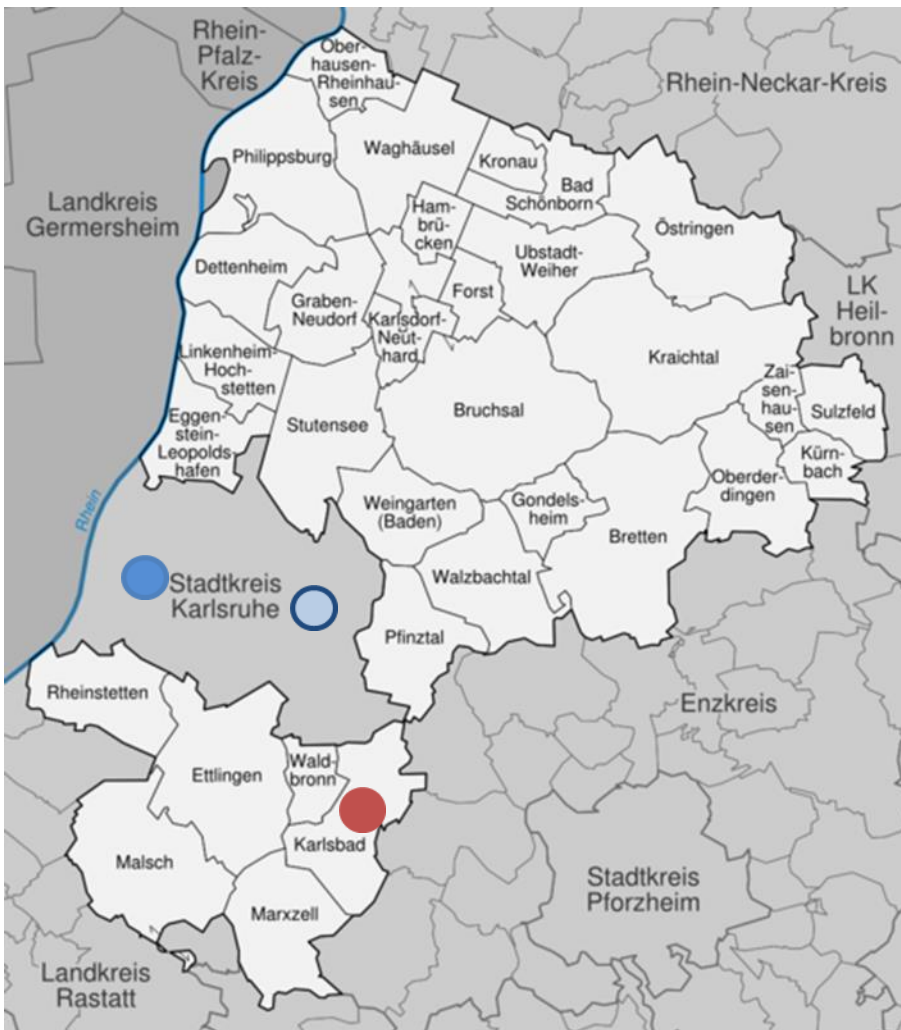 Rhein-
Pfalz-
Kreis
Ober-
hausen-
Rheinhau-
sen
Rhein-Neckar-Kreis
Philippsburg
Waghäusel
Kronau
Bad
Schönborn
Landkreis
Germersheim
Ham-
brü-
cken
Östringen
Ubstadt-
Weiher
Dettenheim
Graben-
Neudorf
Forst
LK
Heil-
bronn
Karlsdorf-
Neut-
hard
Linkenheim-
Hoch-
stetten
Kraichtal
Zai-
sen-
hau-
sen
Sulzfeld
Bruchsal
Stutensee
Eggen-
stein-
Leopolds
hafen
Kürn-
bach
Oberder-
dingen
Weingarten
(Baden)
Gondels-
heim
Bretten
Rhein
Walzbachtal
Stadtkreis
Karlsruhe
Pfinztal
Rheinstetten
Enzkreis
Ettlingen
Wald-
bronn
Karlsbad
Malsch
Marxzell
Stadtkreis
Pforzheim
Landkreis
Rastatt